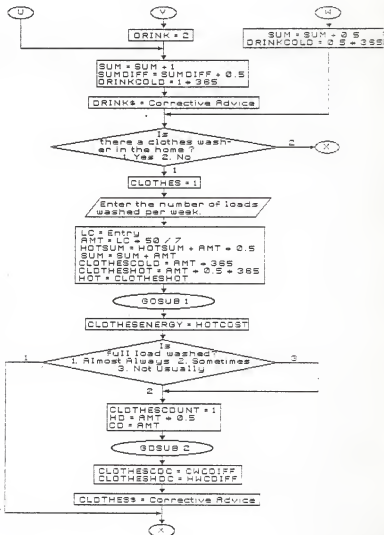 U
V
W
DRINK = 2
SUM = SUM + 0.5
DRINKCOLD = 0.5 * 365
SUM = SUM + 1
SUMDIFF = SUMDIFF + 0.5
DRINKCOLD = 1 * 365
DRINK$ = Corrective Advice
Is
there a clothes wash-
er in the home ?
1. Yes 2. No
2
X
1
CLOTHES = 1
Enter the number of loads
washed per week.
LC = Entry
AMT = LC * 50 / 7
HOTSUM = HOTSUM + AMT * 0.5
SUM = SUM + AMT
CLOTHESCOLD = AMT * 365
CLOTHESHOT = AMT * 0.5 * 365
HOT = CLOTHESHOT
GOSUB 1
CLOTHESENERGY = HOTCOST
1
Is
full load washed?
1. Almost Always 2. Sometimes
3. Not Usually
3
2
CLOTHESCOUNT = 1
HD = AMT * 0.5
CD = AMT
GOSUB 2
CLOTHESCDC = CWCDIFF
CLOTHESHDC = HWCDIFF
CLOTHES$ = Corrective Advice
X